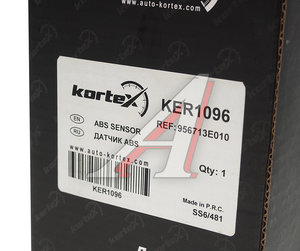 www.auto-kortex.com
kortex
KER1096
REF:956713E010
EN ABS SENSOR
RU ДАТЧИК ABS
- www.auto-kortex.com -
Qty: 1
KER1096
Made in P.R.C.
SS6/481